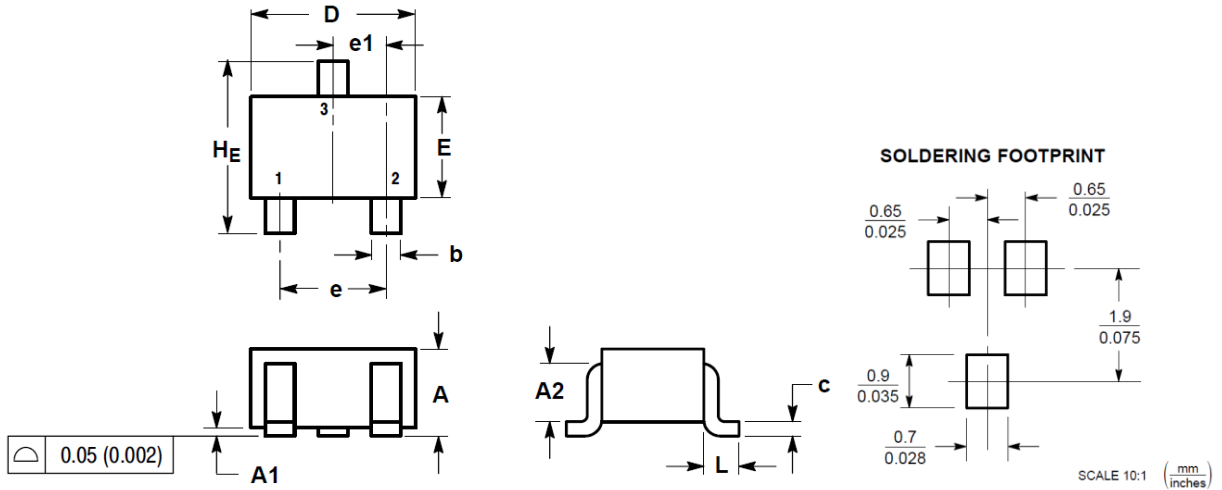 D
e1
3
HE
E
1
2
b
e
A
A2
c
0.05 (0.002)
A1
L
SOLDERING FOOTPRINT
0.65
0.025
0.65
0.025
1.9
0.075
0.9
0.035
0.7
0.028
SCALE 10:1 (mm/inches)